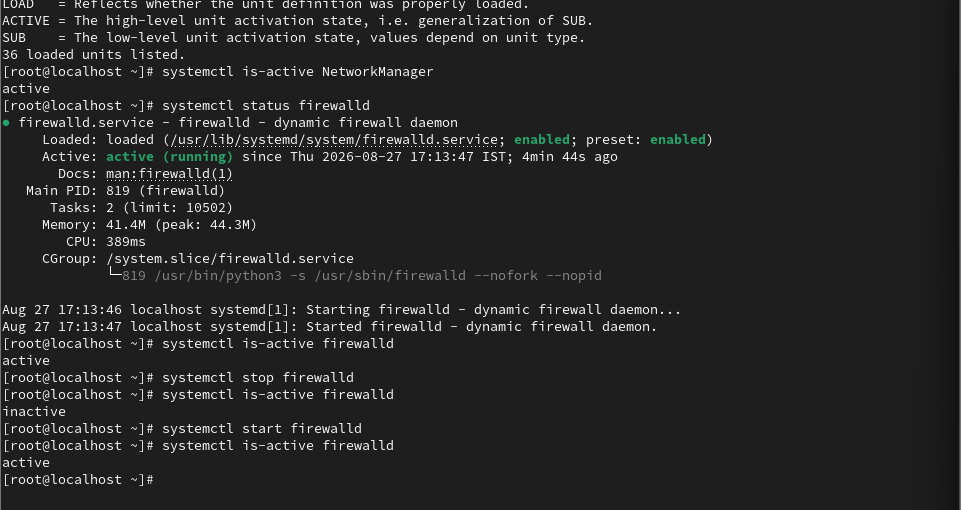 LOAD   = Reflects whether the unit definition was properly loaded.
ACTIVE = The high-level unit activation state, i.e. generalization of SUB.
SUB    = The low-level unit activation state, values depend on unit type.
36 loaded units listed.
[root@localhost ~]# systemctl is-active NetworkManager
active
[root@localhost ~]# systemctl status firewalld
● firewalld.service - firewalld - dynamic firewall daemon
     Loaded: loaded (/usr/lib/systemd/system/firewalld.service; enabled; preset: enabled)
     Active: active (running) since Thu 2026-08-27 17:13:47 IST; 4min 44s ago
       Docs: man:firewalld(1)
   Main PID: 819 (firewalld)
      Tasks: 2 (limit: 10502)
     Memory: 41.4M (peak: 44.3M)
        CPU: 389ms
     CGroup: /system.slice/firewalld.service
             └─819 /usr/bin/python3 -s /usr/sbin/firewalld --nofork --nopid

Aug 27 17:13:46 localhost systemd[1]: Starting firewalld - dynamic firewall daemon...
Aug 27 17:13:47 localhost systemd[1]: Started firewalld - dynamic firewall daemon.
[root@localhost ~]# systemctl is-active firewalld
active
[root@localhost ~]# systemctl stop firewalld
[root@localhost ~]# systemctl is-active firewalld
inactive
[root@localhost ~]# systemctl start firewalld
[root@localhost ~]# systemctl is-active firewalld
active
[root@localhost ~]#